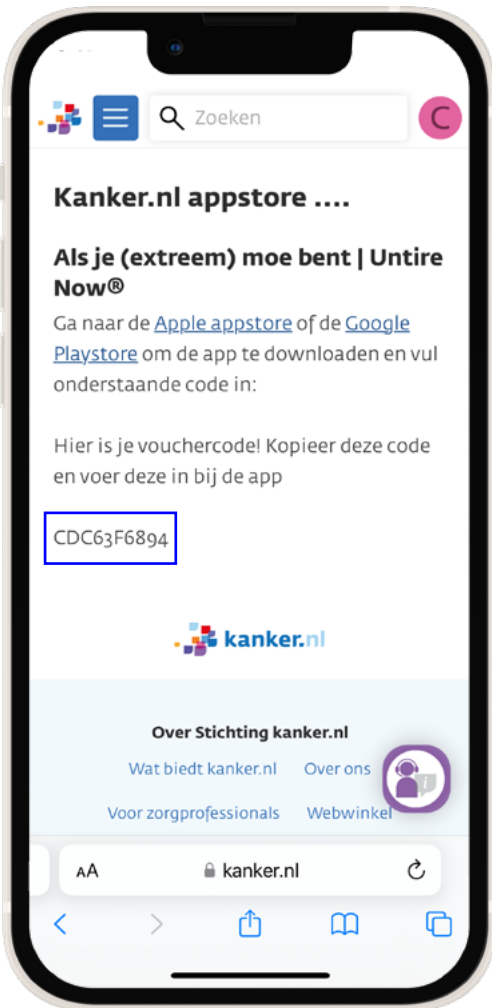 Zoeken
C
Kanker.nl appstore ....
Als je (extreem) moe bent | Untire
Now®
Ga naar de Apple appstore of de Google
Playstore om de app te downloaden en vul
onderstaande code in:
Hier is je vouchercode! Kopieer deze code
en voer deze in bij de app
CDC63F6894
kanker.nl
Over Stichting kanker.nl
Wat biedt kanker.nl Over ons
i
Voor zorgprofessionals Webwinkel
AA kanker.nl